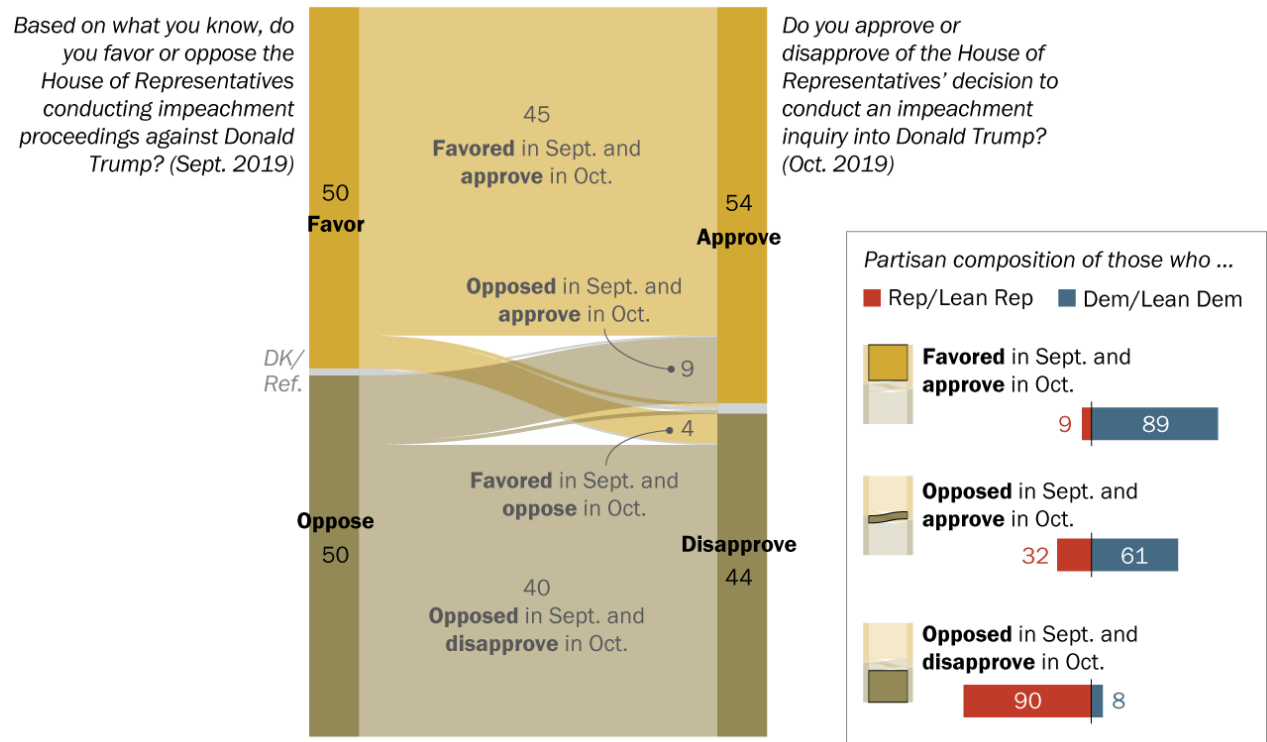 Based on what you know, do
you favor or oppose the
House of Representatives
conducting impeachment
proceedings against Donald
Trump? (Sept. 2019)
Do you approve or
disapprove of the House of
Representatives’ decision to
conduct an impeachment
inquiry into Donald Trump?
(Oct. 2019)
50
Favor
DK/
Ref.
Oppose
50
45
Favored in Sept. and
approve in Oct.
Opposed in Sept. and
approve in Oct.
9
4
Favored in Sept. and
oppose in Oct.
40
Opposed in Sept. and
disapprove in Oct.
54
Approve
Disapprove
44
Partisan composition of those who ...
Rep/Lean Rep
Dem/Lean Dem
Favored in Sept. and
approve in Oct.
9
89
Opposed in Sept. and
approve in Oct.
32
61
Opposed in Sept. and
disapprove in Oct.
90
8